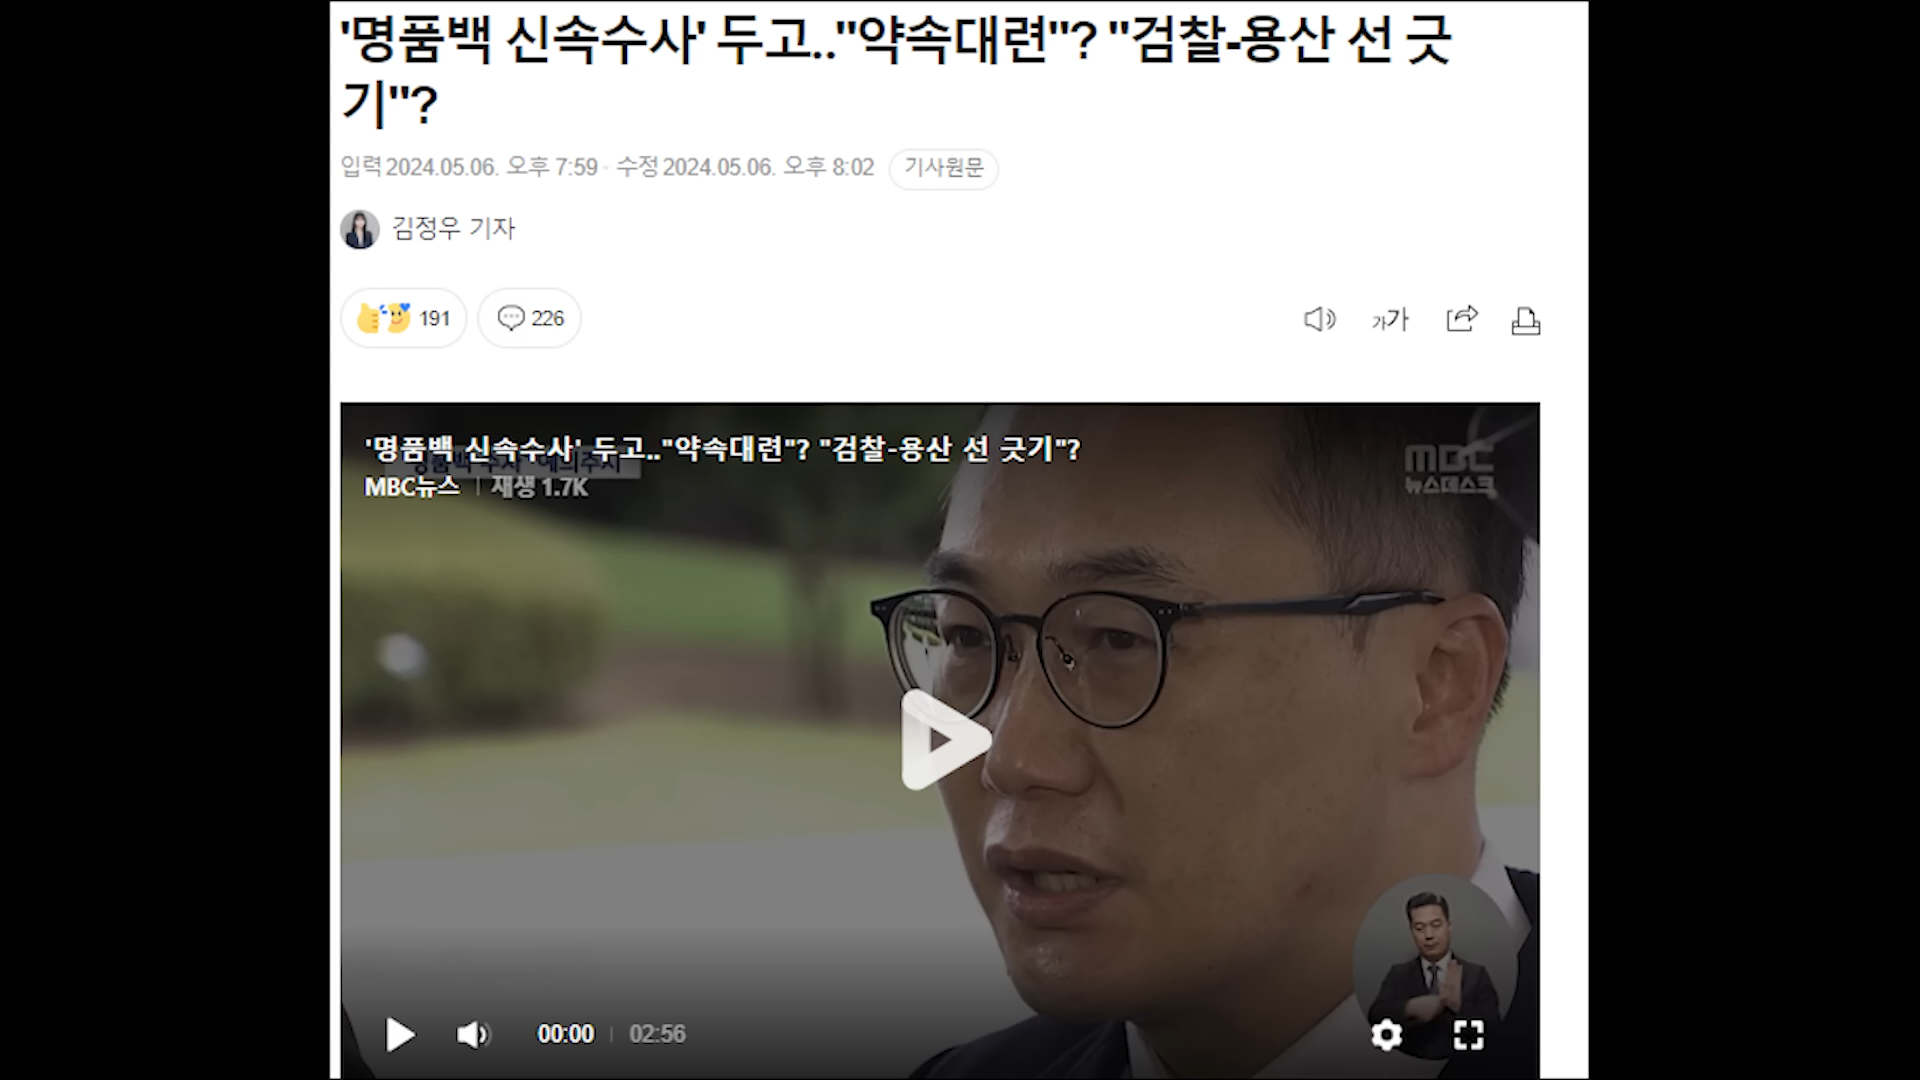 '명품백 신속수사' 두고.."약속대련"? "검찰-용산 선 긋
기"?
입력 2024.05.06. 오후 7:59 · 수정 2024.05.06. 오후 8:02 기사원문
김정우 기자
191 226
가가
'명품백 신속수사' 두고.."약속대련"? "검찰-용산 선 긋기"?
MBC뉴스 | 재생 1.7K
MBC
뉴스데스크
00:00 | 02:56